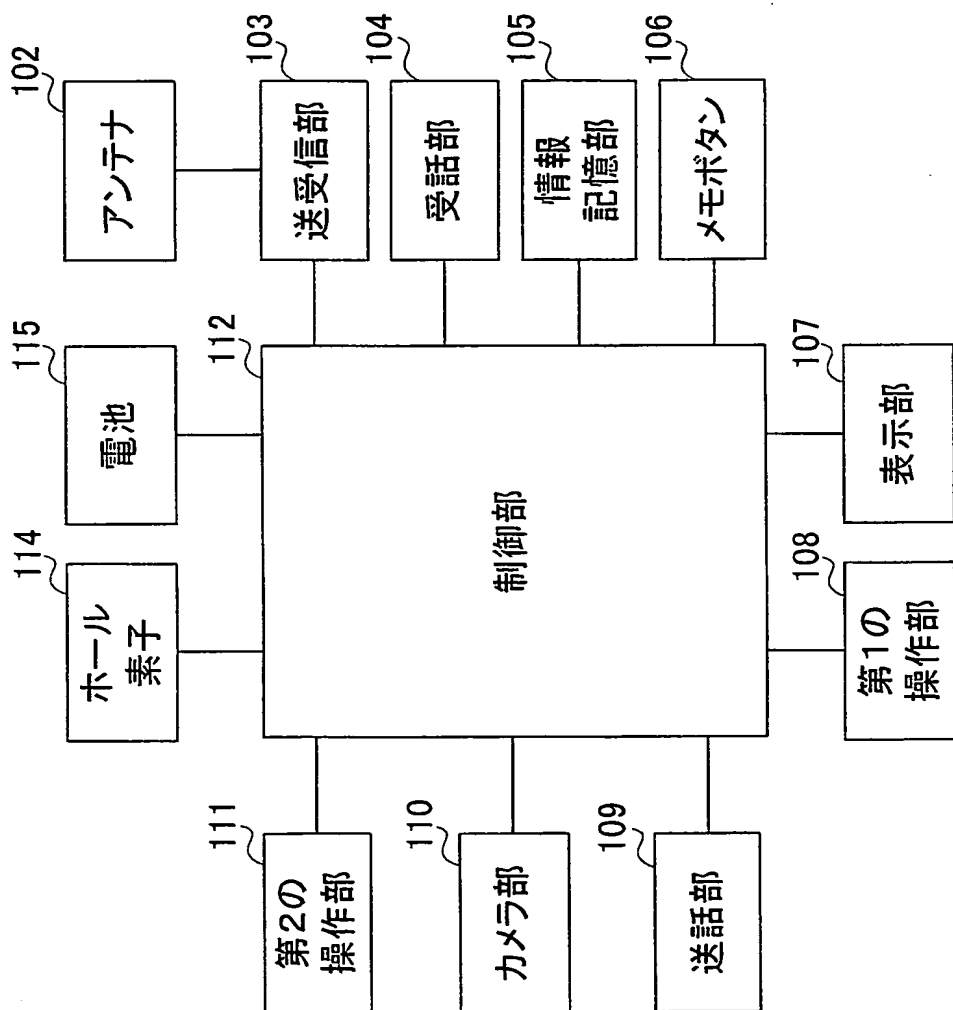 102
アンテナ
103
送受信部
104
受話部
105
情報
記憶部
106
メモボタン
115
電池
112
制御部
107
表示部
114
ホール
素子
108
第1の
操作部
111
第2の
操作部
110
カメラ部
109
送話部